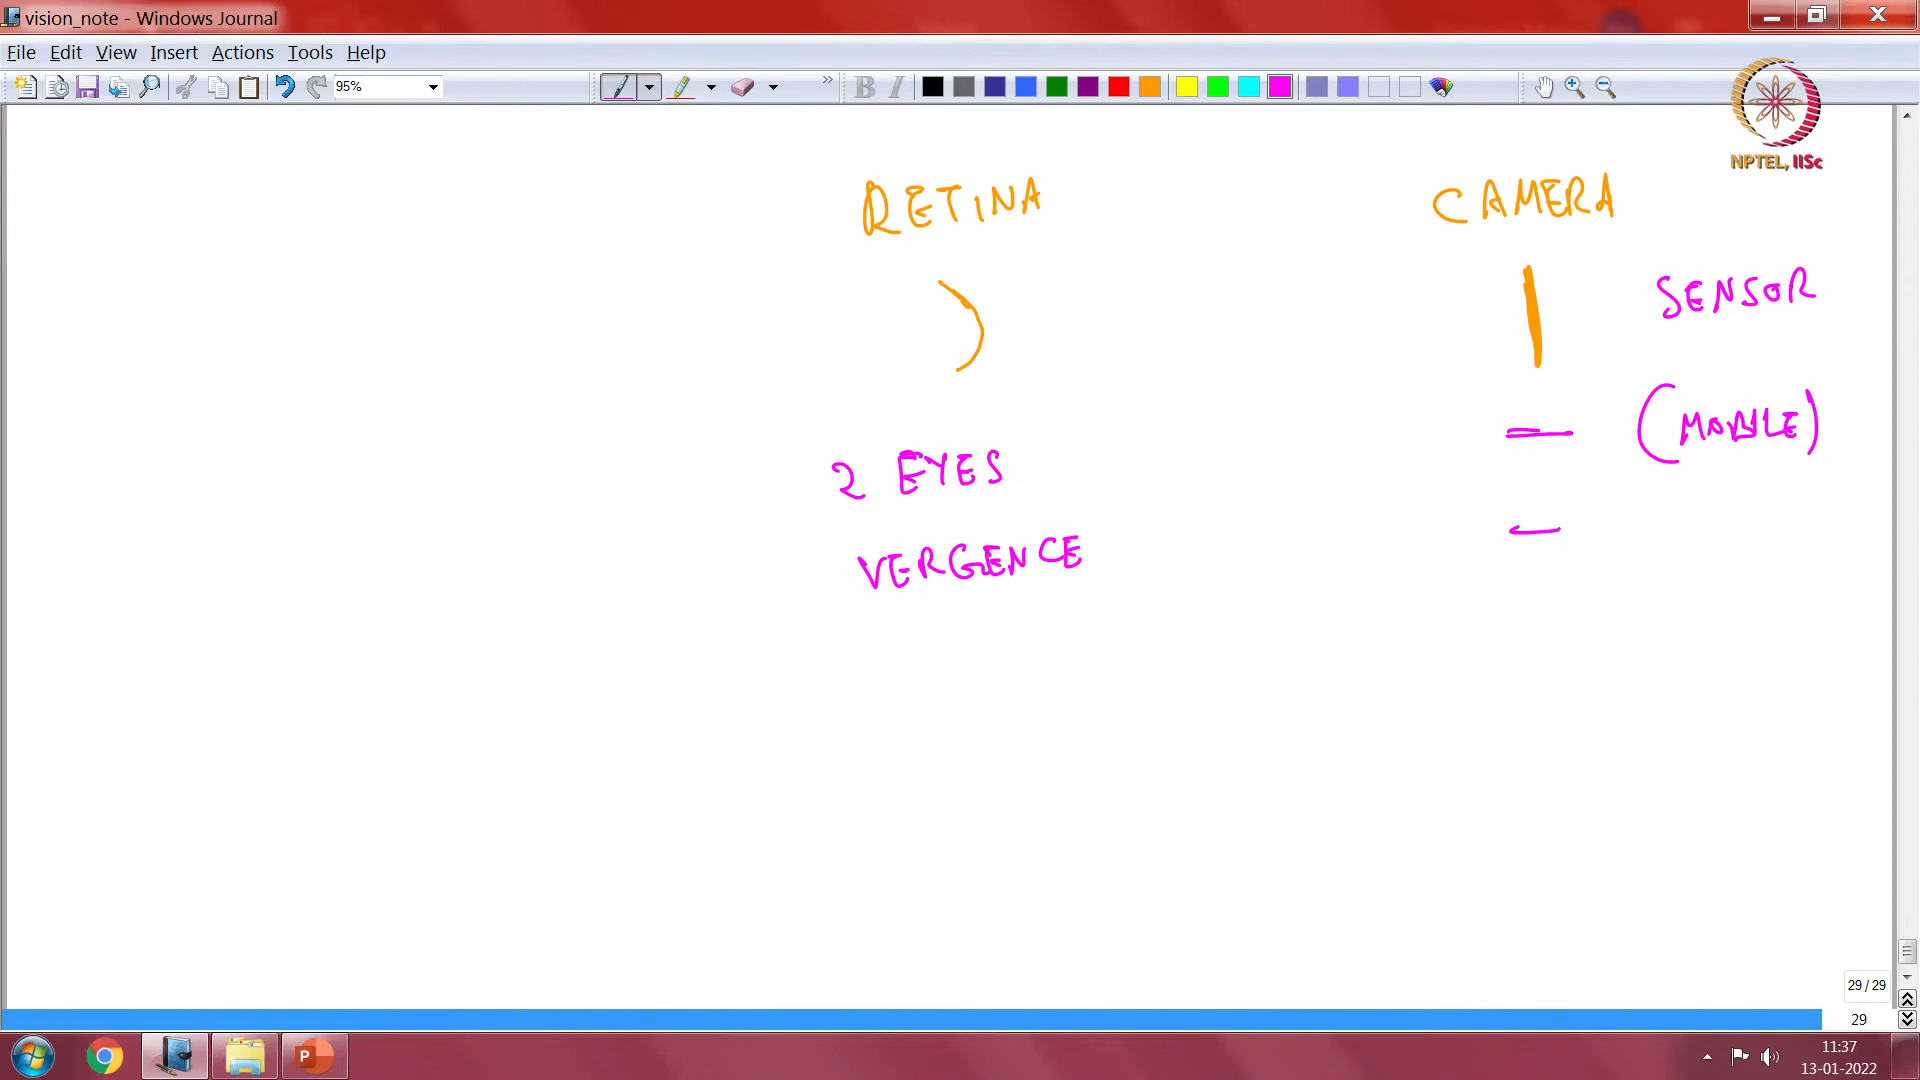 vision_note - Windows Journal
File Edit View Insert Actions Tools Help
95%
B I
NPTEL, IISc
RETINA CAMERA
SENSOR
(MOBILE)
2 EYES
VERGENCE
29 / 29
29
P
11:37
13-01-2022